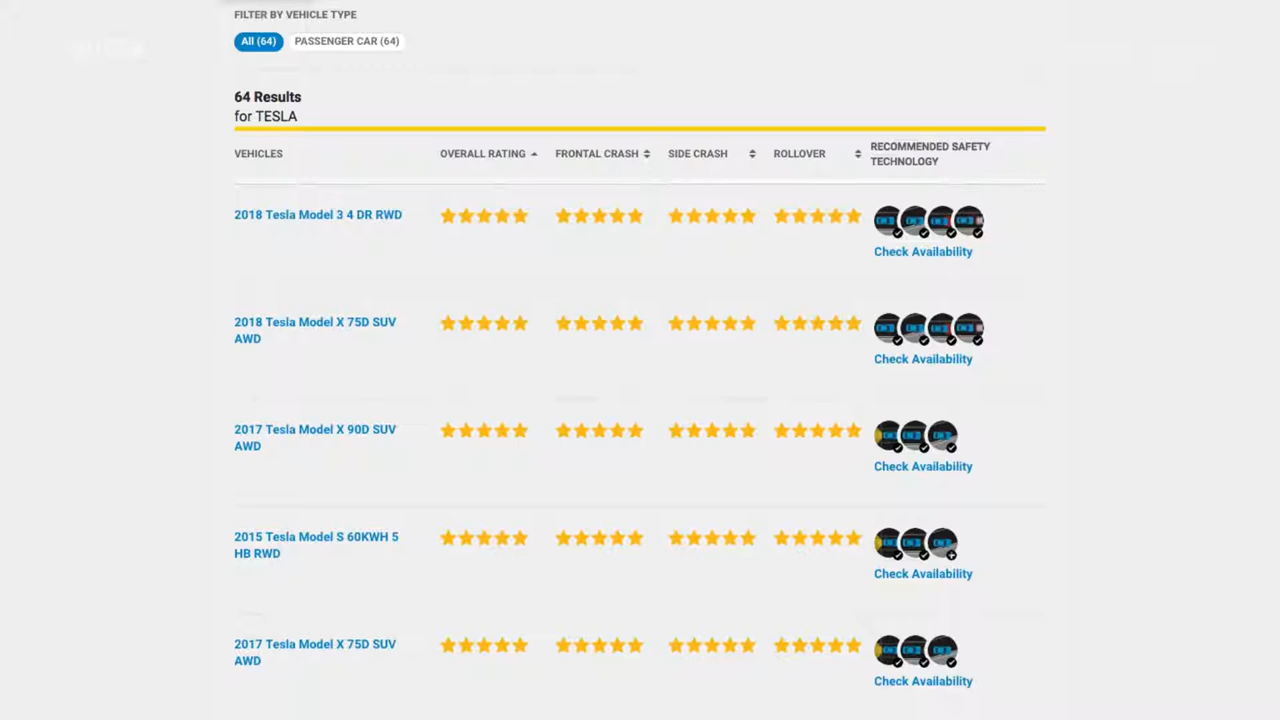 FILTER BY VEHICLE TYPE
All (64) PASSENGER CAR (64)
64 Results
for TESLA
VEHICLES OVERALL RATING FRONTAL CRASH SIDE CRASH ROLLOVER RECOMMENDED SAFETY
TECHNOLOGY
2018 Tesla Model 3 4 DR RWD
Check Availability
2018 Tesla Model X 75D SUV
AWD
Check Availability
2017 Tesla Model X 90D SUV
AWD
Check Availability
2015 Tesla Model S 60KWH 5
HB RWD
Check Availability
2017 Tesla Model X 75D SUV
AWD
Check Availability